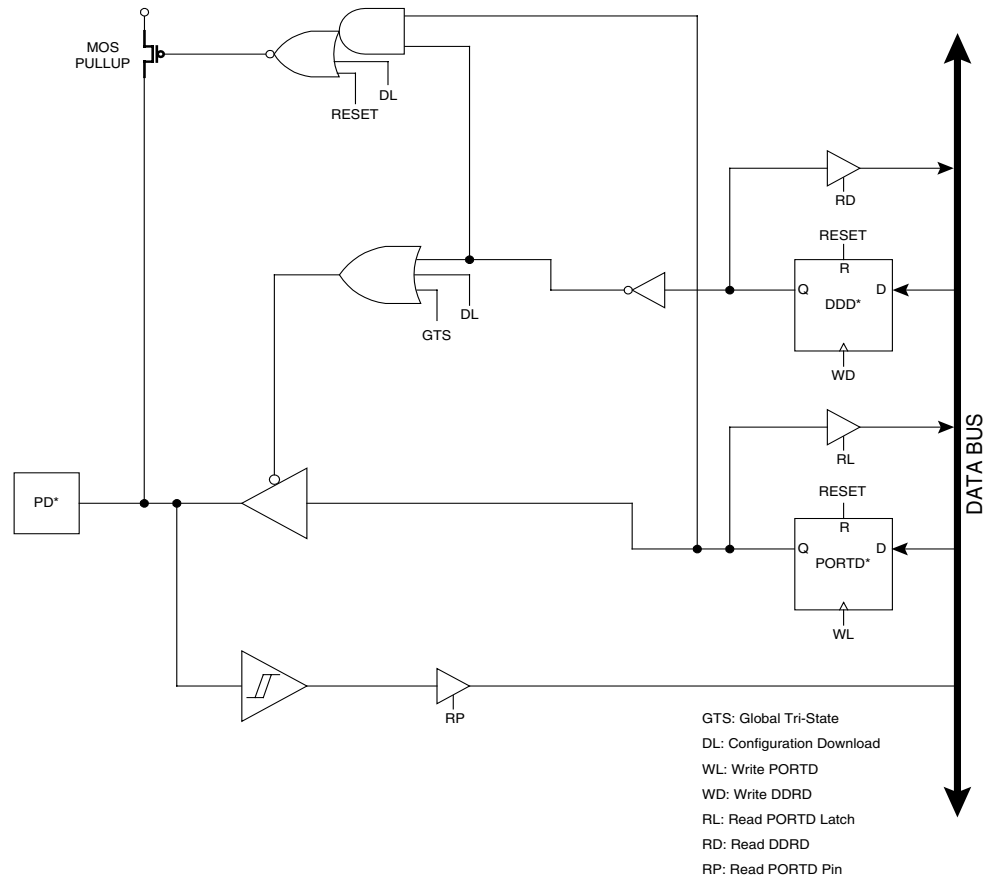 MOS
PULLUP
DL
RESET
RD
RESET
R
Q
DDD*
D
DL
GTS
WD
RL
DATA BUS
PD*
RESET
R
Q
PORTD*
D
WL
RP
GTS: Global Tri-State
DL: Configuration Download
WL: Write PORTD
WD: Write DDRD
RL: Read PORTD Latch
RD: Read DDRD
RP: Read PORTD Pin